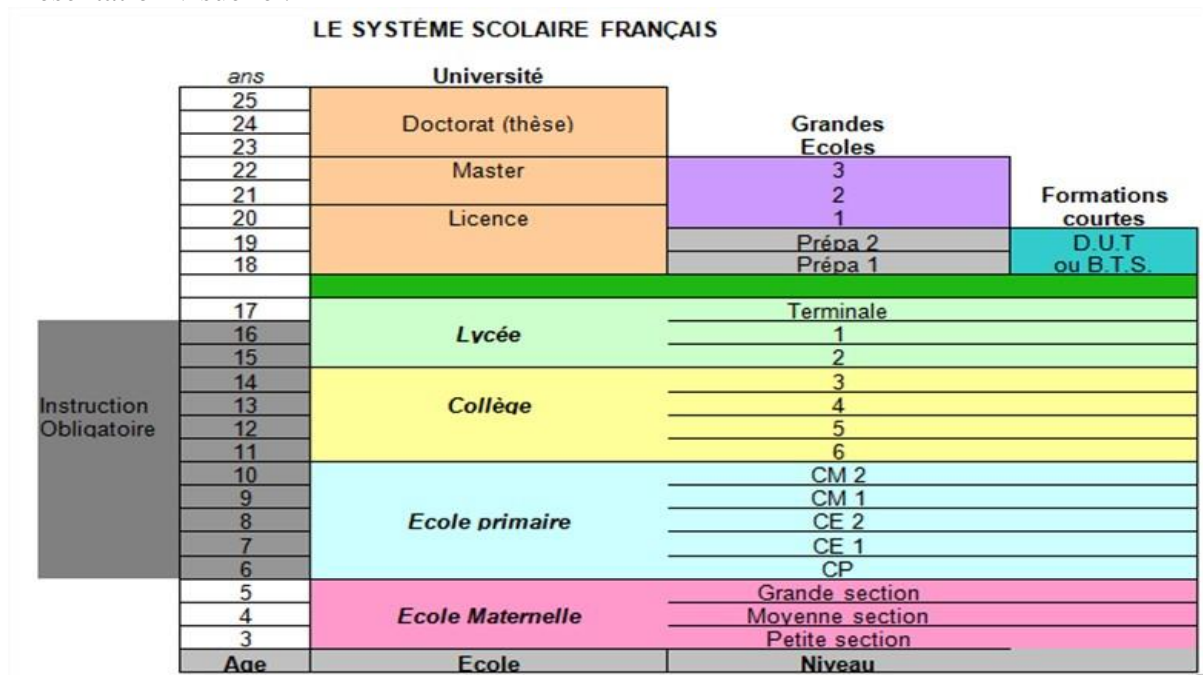 LE SYSTÈME SCOLAIRE FRANÇAIS
ans Université
25
24 Doctorat (thèse) Grandes
23 Ecoles
22 Master 3
21 2 Formations
20 Licence 1 courtes
19 Prépa 2 D.U.T
18 Prépa 1 ou B.T.S.
17 Terminale
16 Lycée 1
15 2
14 3
Instruction 13 Collège 4
Obligatoire 12 5
11 6
10 CM 2
9 CM 1
8 Ecole primaire CE 2
7 CE 1
6 CP
5 Grande section
4 Ecole Maternelle Moyenne section
3 Petite section
Age Ecole Niveau